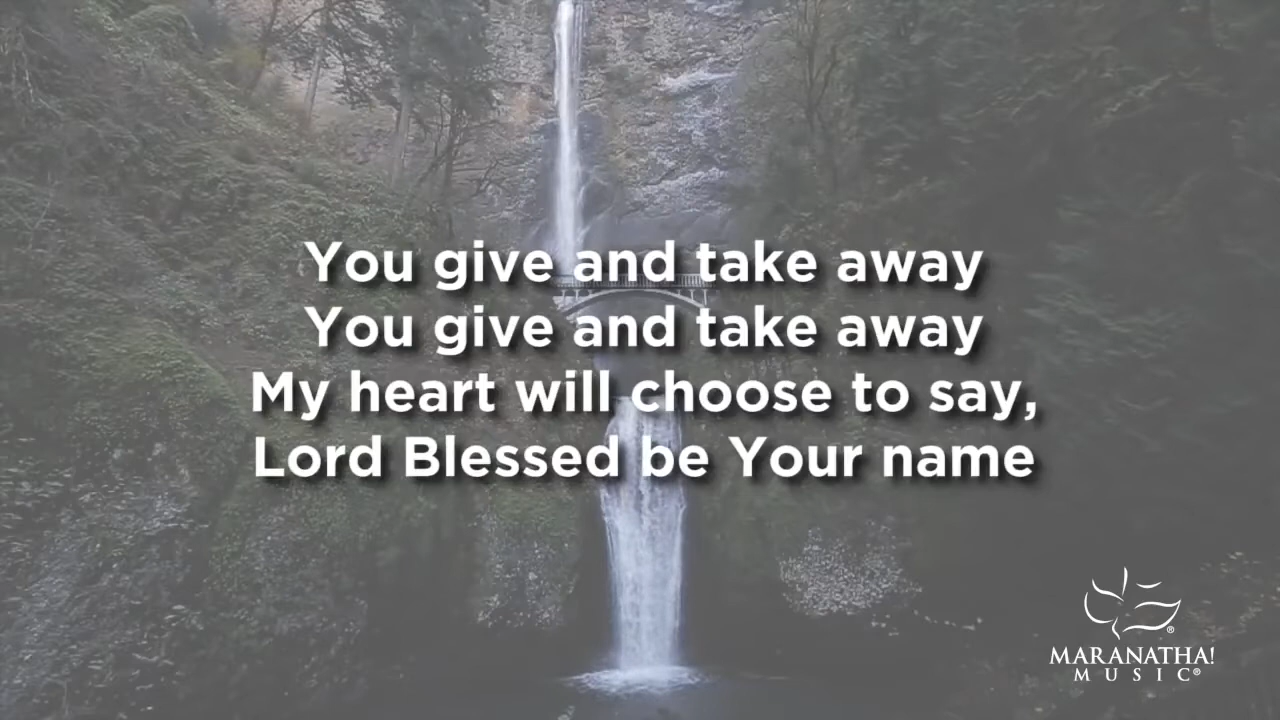 You give and take away
You give and take away
My heart will choose to say,
Lord Blessed be Your name
®
MARANATHA!
MUSIC®